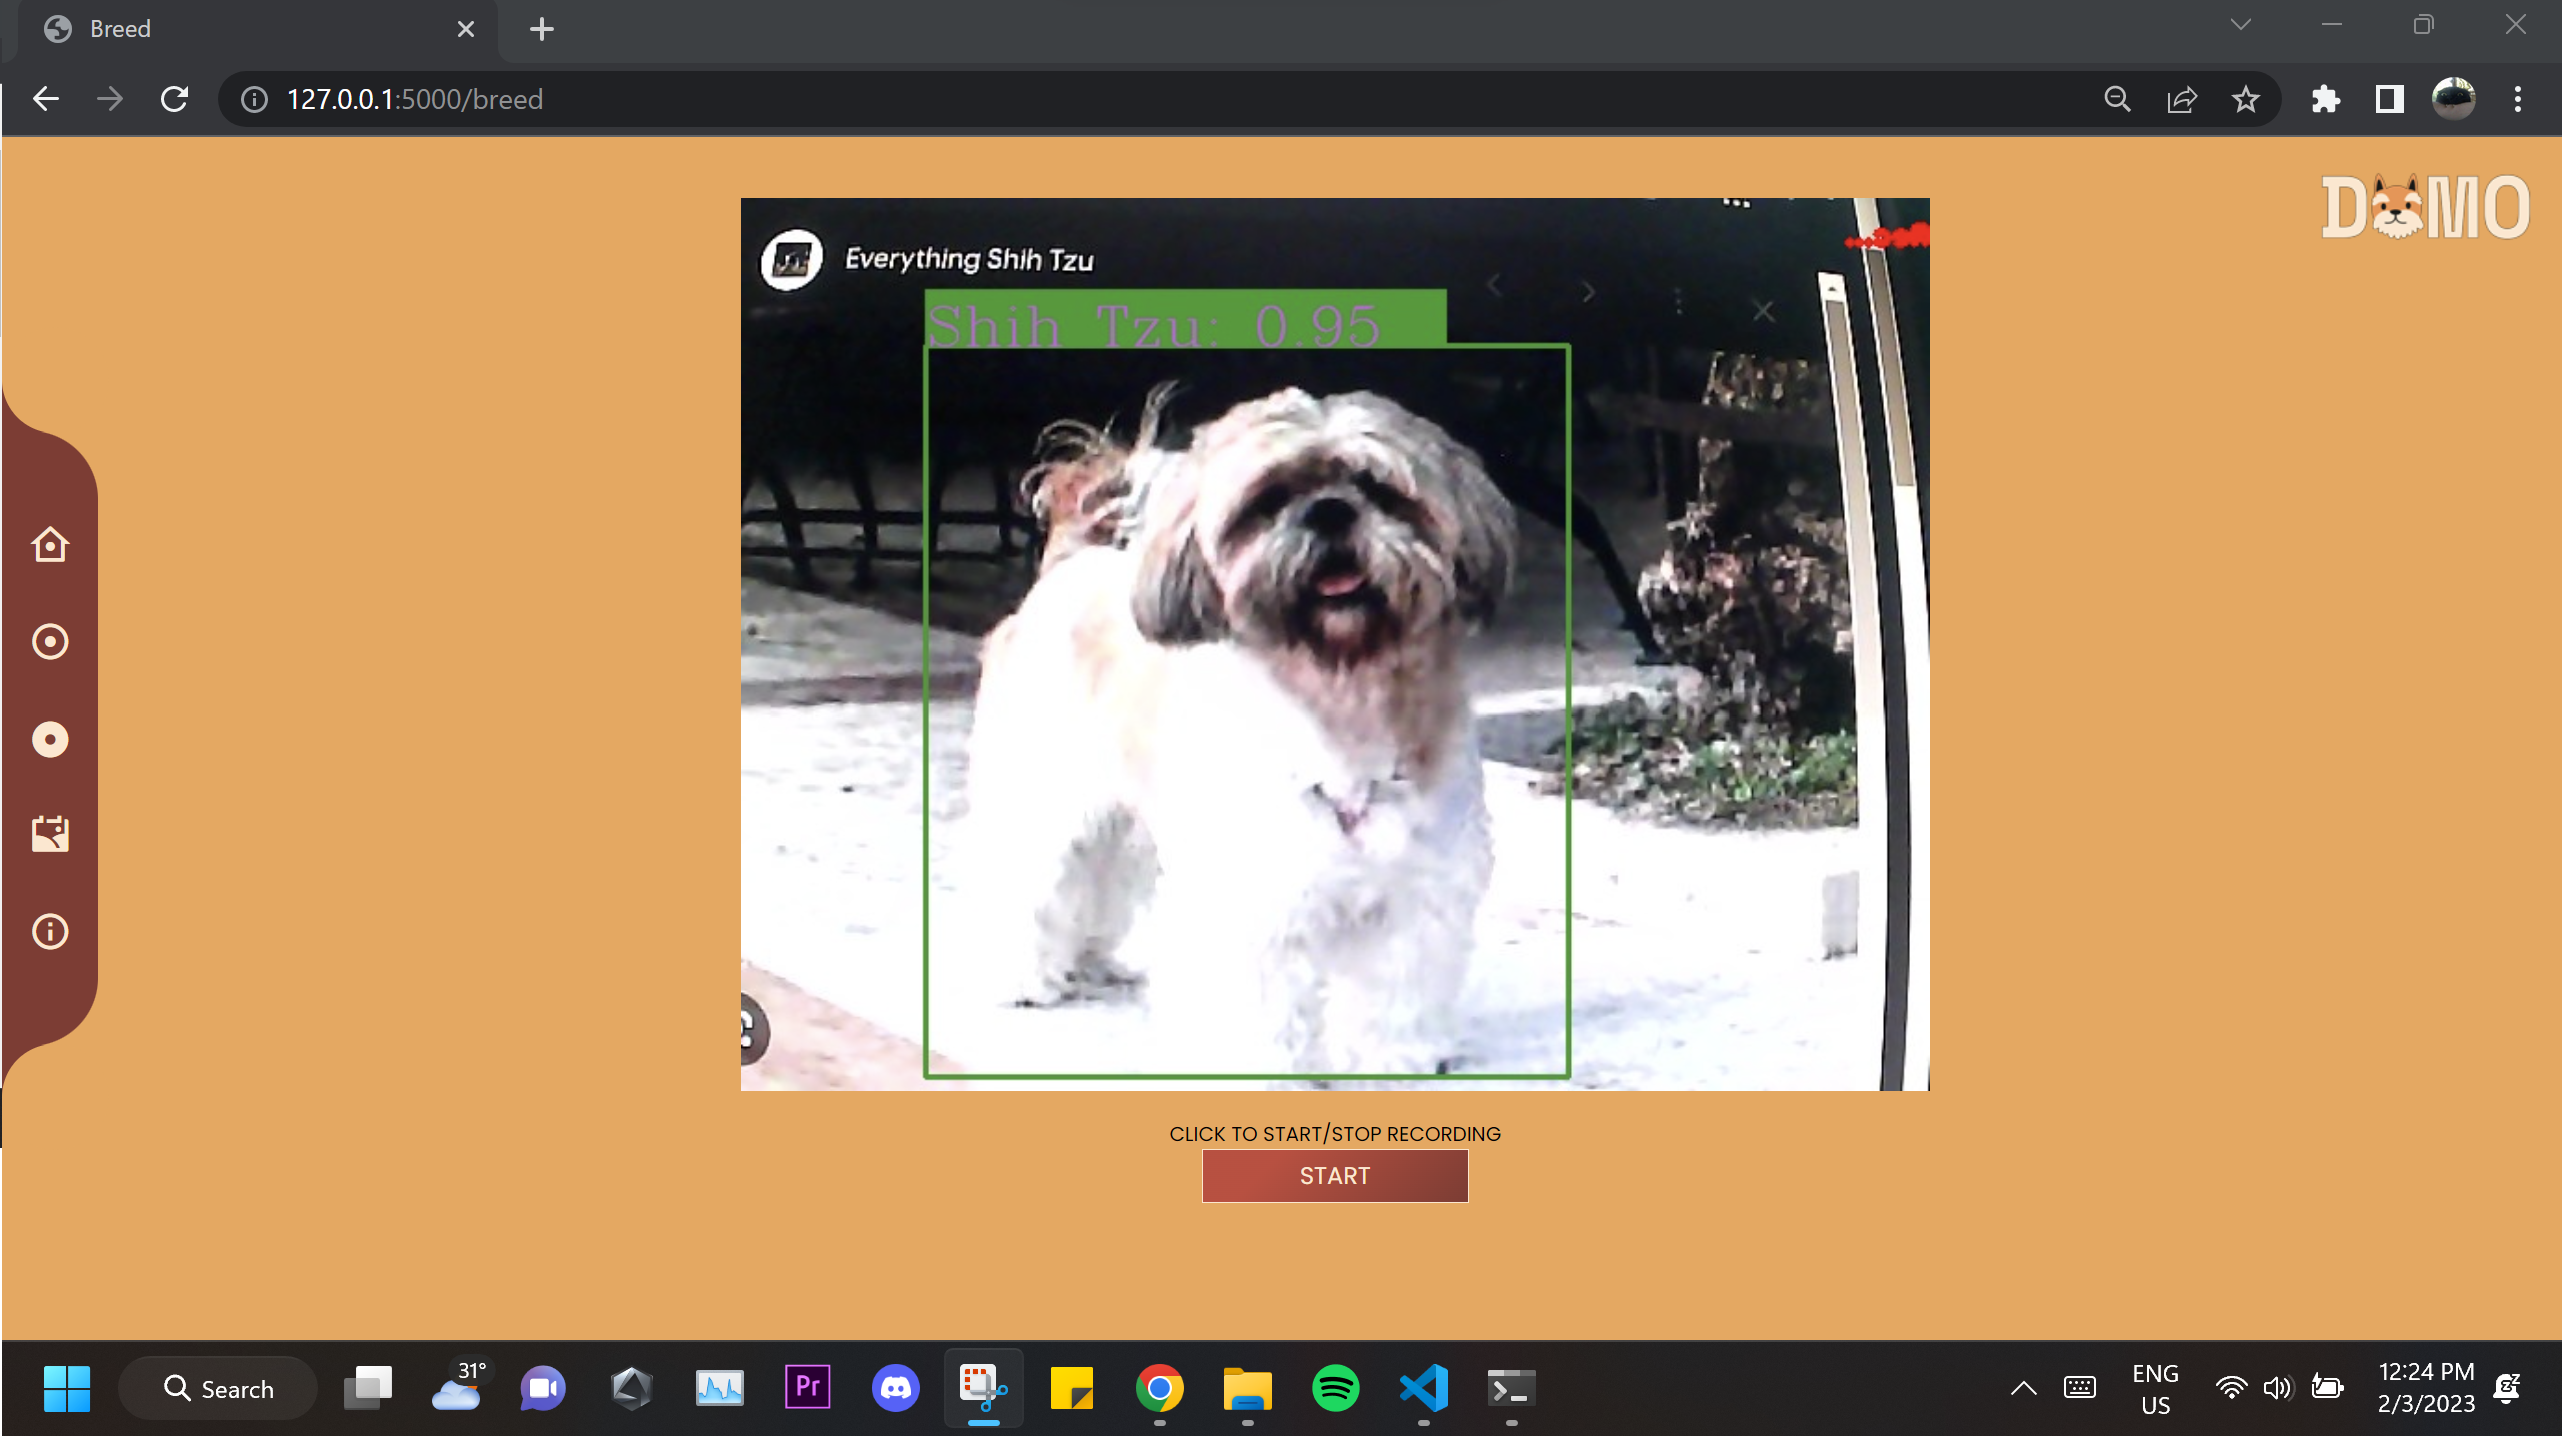 Breed
127.0.0.1:5000/breed
DOMO
Everything Shih Tzu
Shih Tzu: 0.95
CLICK TO START/STOP RECORDING
START
31°
Search
Pr
ENG
US
12:24 PM
2/3/2023